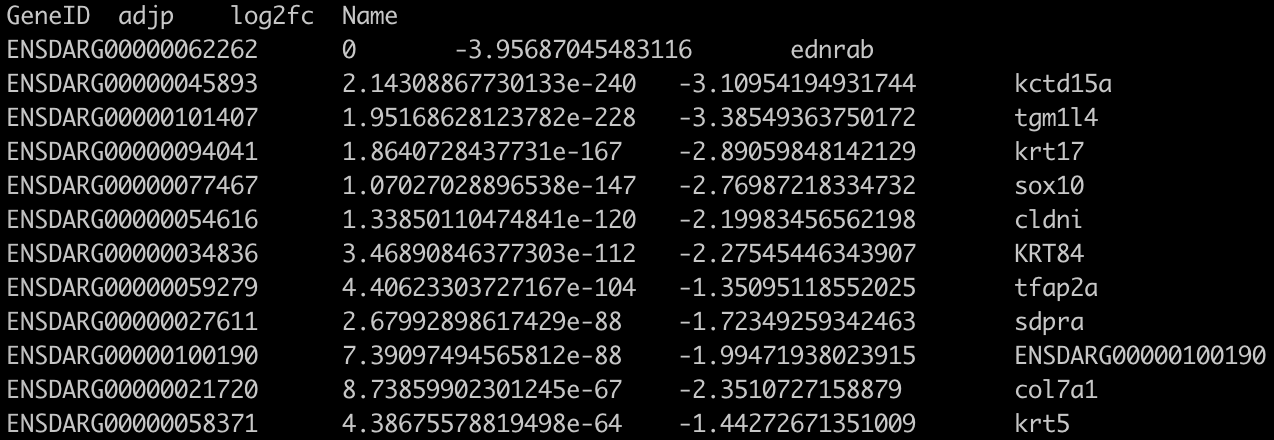 GeneID adjp log2fc Name
ENSDARG00000062262 0 -3.95687045483116 ednrab
ENSDARG00000045893 2.14308867730133e-240 -3.10954194931744 kctd15a
ENSDARG00000101407 1.95168628123782e-228 -3.38549363750172 tgm1l4
ENSDARG00000094041 1.8640728437731e-167 -2.89059848142129 krt17
ENSDARG00000077467 1.07027028896538e-147 -2.76987218334732 sox10
ENSDARG00000054616 1.33850110474841e-120 -2.19983456562198 cldni
ENSDARG00000034836 3.46890846377303e-112 -2.27545446343907 KRT84
ENSDARG00000059279 4.40623303727167e-104 -1.35095118552025 tfap2a
ENSDARG00000027611 2.67992898617429e-88 -1.72349259342463 sdpra
ENSDARG00000100190 7.39097494565812e-88 -1.99471938023915 ENSDARG00000100190
ENSDARG00000021720 8.73859902301245e-67 -2.3510727158879 col7a1
ENSDARG00000058371 4.38675578819498e-64 -1.44272671351009 krt5